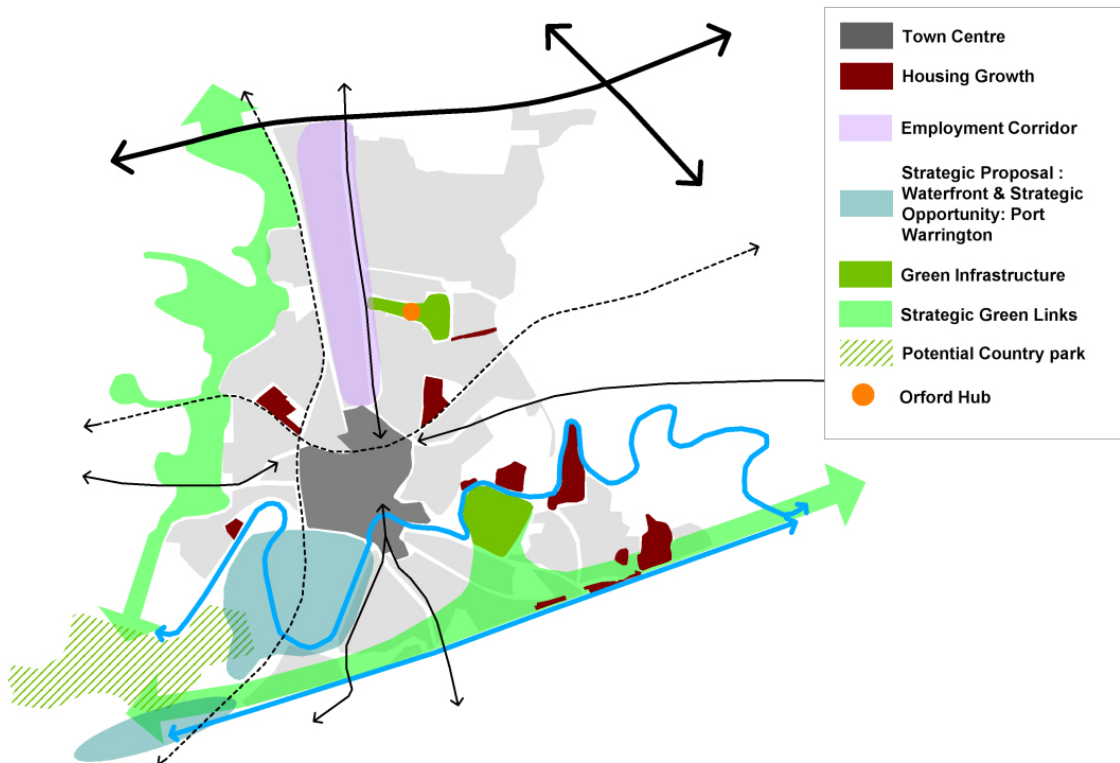 Town Centre
Housing Growth
Employment Corridor
Strategic Proposal :
Waterfront & Strategic
Opportunity: Port
Warrington
Green Infrastructure
Strategic Green Links
Potential Country park
Orford Hub